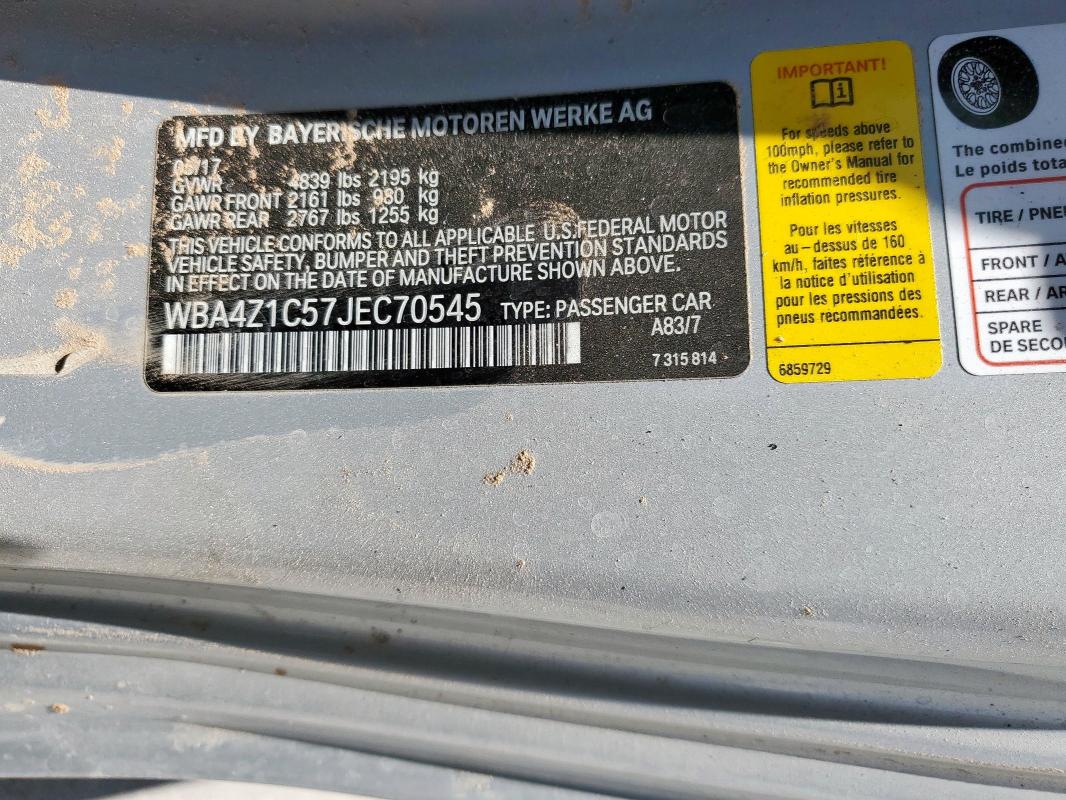 MFD BY BAYERISCHE MOTOREN WERKE AG
GVWR 4839 lbs 2195 kg
GAWR FRONT 2161 lbs 980 kg
GAWR REAR 2767 lbs 1255 kg
THIS VEHICLE CONFORMS TO ALL APPLICABLE U.S.FEDERAL MOTOR
VEHICLE SAFETY, BUMPER AND THEFT PREVENTION STANDARDS
IN EFFECT ON THE DATE OF MANUFACTURE SHOWN ABOVE.
WBA4Z1C57JEC70545 TYPE: PASSENGER CAR
A83/7
7 315 814
IMPORTANT!
i
For speeds above
100mph, please refer to
the Owner's Manual for
recommended tire
inflation pressures.
Pour les vitesses
au-dessus de 160
km/h, faites référence à
la notice d'utilisation
pour les pressions des
pneus recommandées.
6859729
The combined
Le poids tota
TIRE / PNE
FRONT / A
REAR / AR
SPARE
DE SECO